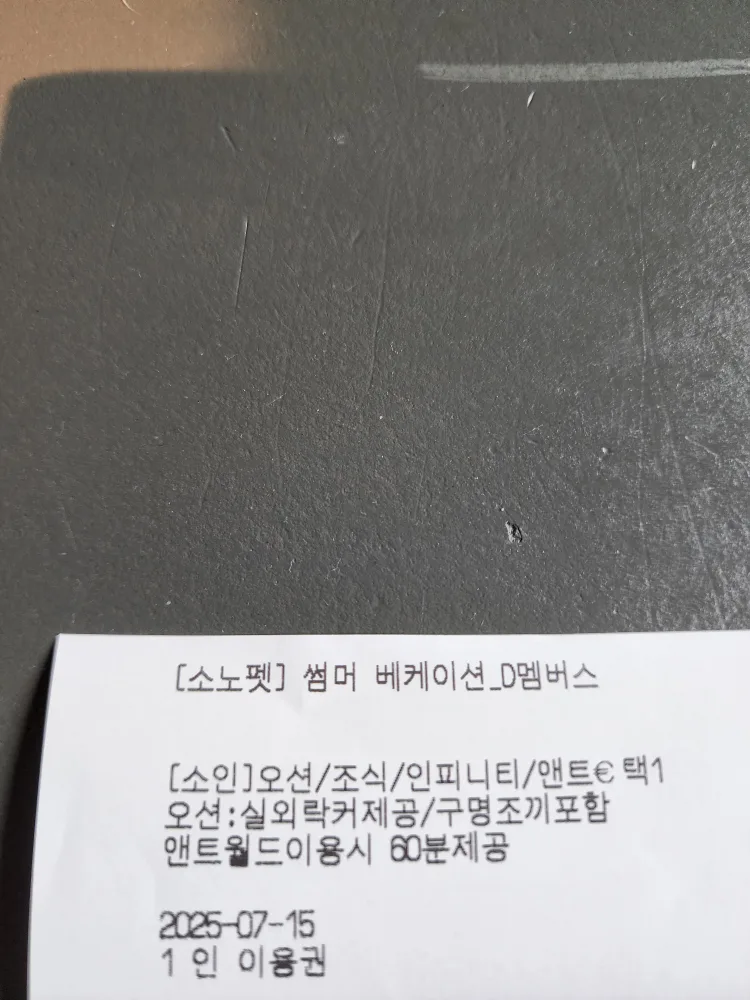 [소노펫] 썸머 베케이션_D멤버스
[소인]오션/조식/인피니티/앤트€택1
오션:실외락커제공/구명조끼포함
앤트월드이용시 60분제공
2025-07-15
1 인 이용권